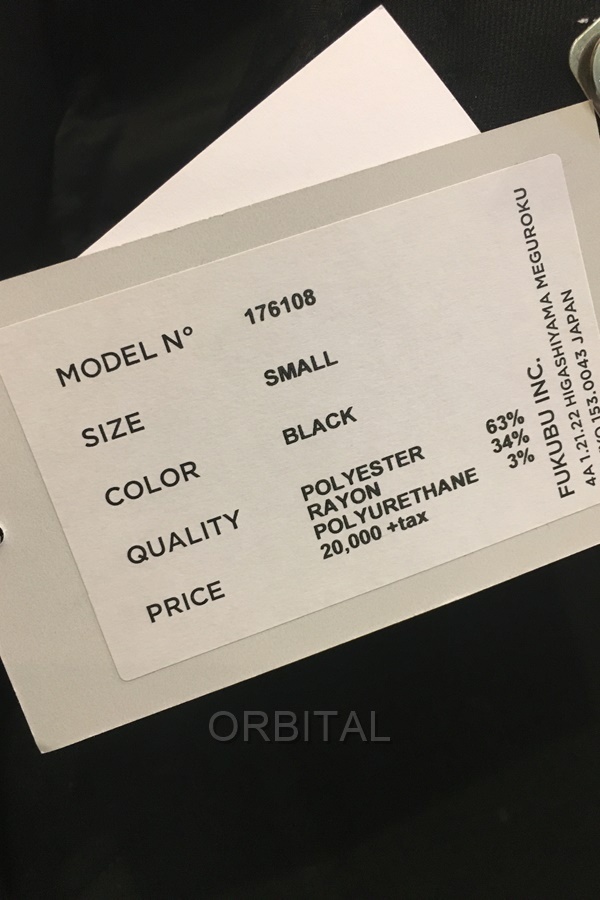 MODEL N° 176108
SIZE SMALL
COLOR BLACK
QUALITY POLYESTER 63%
RAYON 34%
POLYURETHANE 3%
PRICE 20,000 +tax
FUKUBU INC.
4A 1.21.22 HIGASHIYAMA MEGUROKU
153.0043 JAPAN
ORBITAL